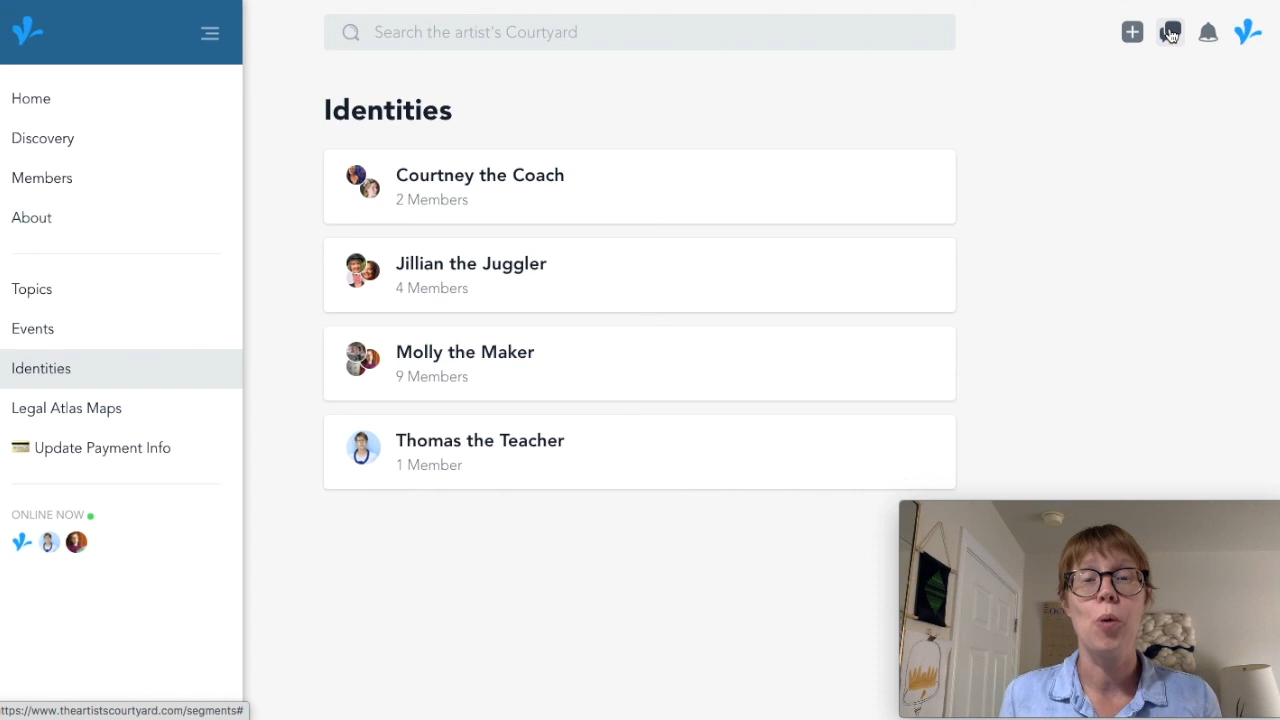 Search the artist's Courtyard
Home
Discovery
Members
About
Topics
Events
Identities
Legal Atlas Maps
Update Payment Info
ONLINE NOW
Identities
Courtney the Coach
2 Members
Jillian the Juggler
4 Members
Molly the Maker
9 Members
Thomas the Teacher
1 Member
ttps://www.theartistscourtyard.com/segments#